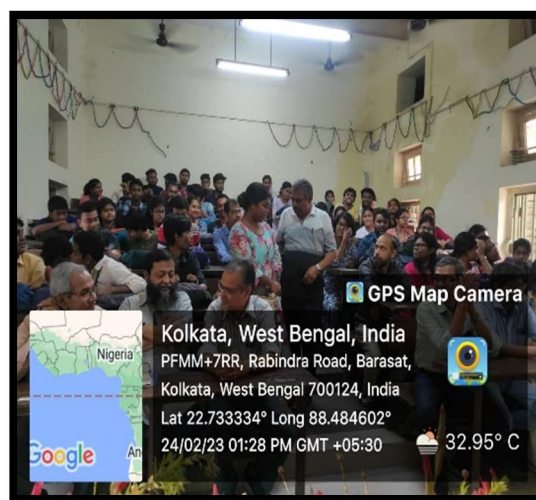 GPS Map Camera
Kolkata, West Bengal, India
PFMM+7RR, Rabindra Road, Barasat,
Kolkata, West Bengal 700124, India
Lat 22.733334° Long 88.484602°
24/02/23 01:28 PM GMT +05:30
32.95° C
Nigeria
Google
An